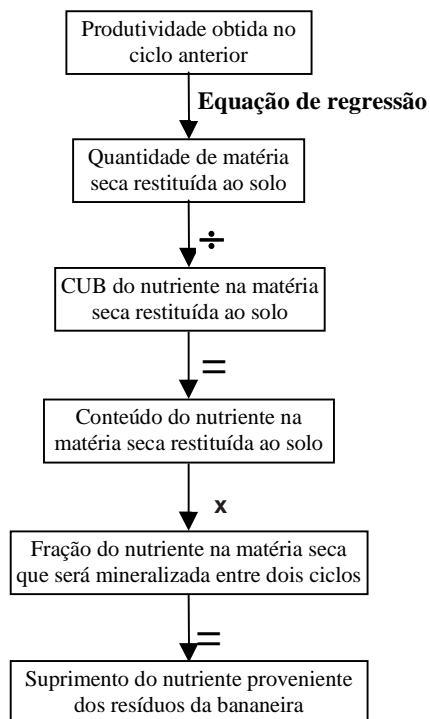 Produtividade obtida no
ciclo anterior
Equação de regressão
Quantidade de matéria
seca restituída ao solo
÷
CUB do nutriente na matéria
seca restituída ao solo
=
Conteúdo do nutriente na
matéria seca restituída ao solo
x
Fração do nutriente na matéria seca
que será mineralizada entre dois ciclos
=
Suprimento do nutriente proveniente
dos resíduos da bananeira